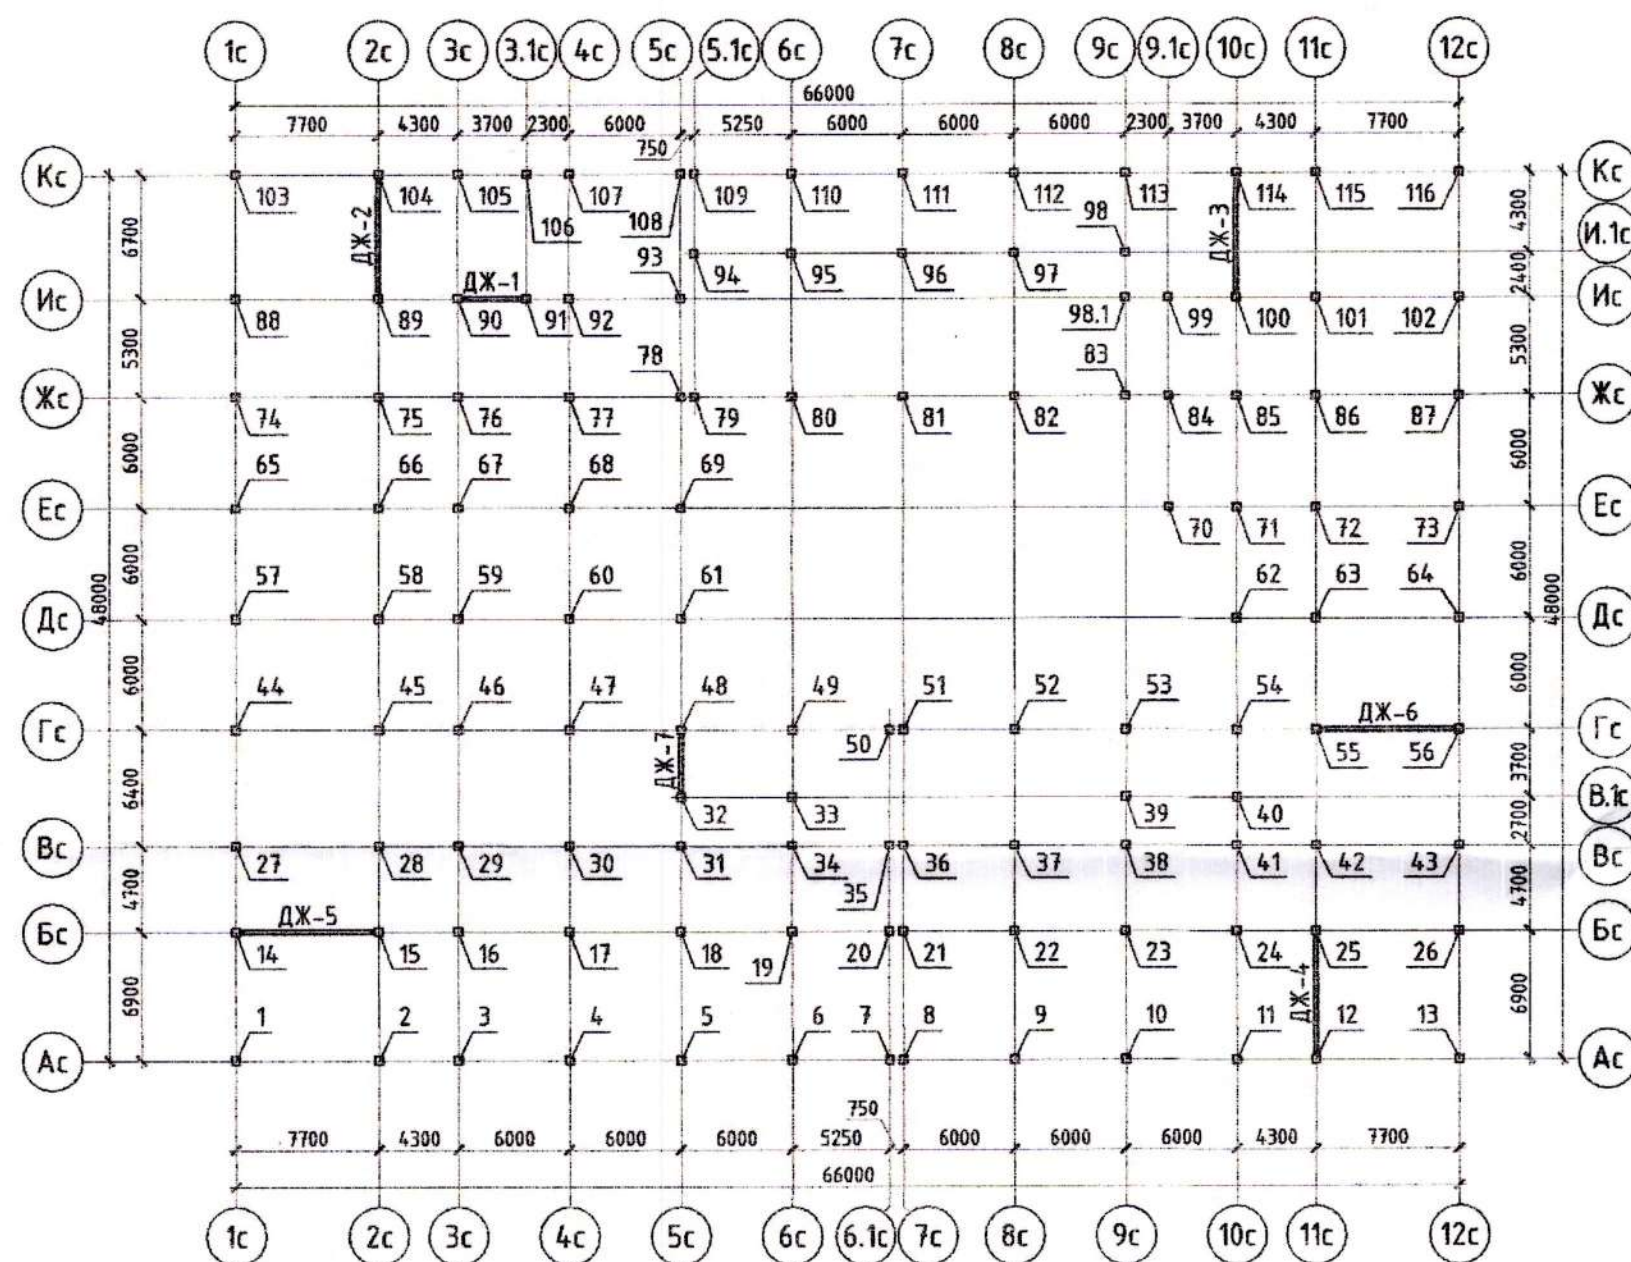 1с 2с 3с 3.1с 4с 5с 5.1с 6с 7с 8с 9с 9.1с 10с 11с 12с
66000
7700 4300 3700 2300 6000 5250 6000 6000 6000 2300 3700 4300 7700
750
Кс Кс
103 104 105 107 109 110 111 112 113 114 115 116
106 108 98
4300
6700 ДЖ-2 ДЖ-3 И.1с
93 94 95 96 97
2400
ДЖ-1
Ис Ис
88 89 90 91 92 98.1 99 100 101 102
5300 78 83 5300
Жс Жс
74 75 76 77 79 80 81 82 84 85 86 87
6000 6000
65 66 67 68 69
Ес Ес
70 71 72 73
6000 6000
48000 48000
57 58 59 60 61 62 63 64
Дс Дс
6000 6000
44 45 46 47 48 49 51 52 53 54
ДЖ-6
Гс Гс
50 55 56
ДЖ-7
6400 3700
В.1с
32 33 39 40
2700
Вс Вс
27 28 29 30 31 34 36 37 38 41 42 43
35
4700 4700
ДЖ-5
Бс Бс
14 15 16 17 18 19 20 21 22 23 24 25 26
6900 ДЖ-4 6900
1 2 3 4 5 6 7 8 9 10 11 12 13
Ас Ас
750
7700 4300 6000 6000 6000 5250 6000 6000 6000 4300 7700
66000
1с 2с 3с 4с 5с 6с 6.1с 7с 8с 9с 10с 11с 12с